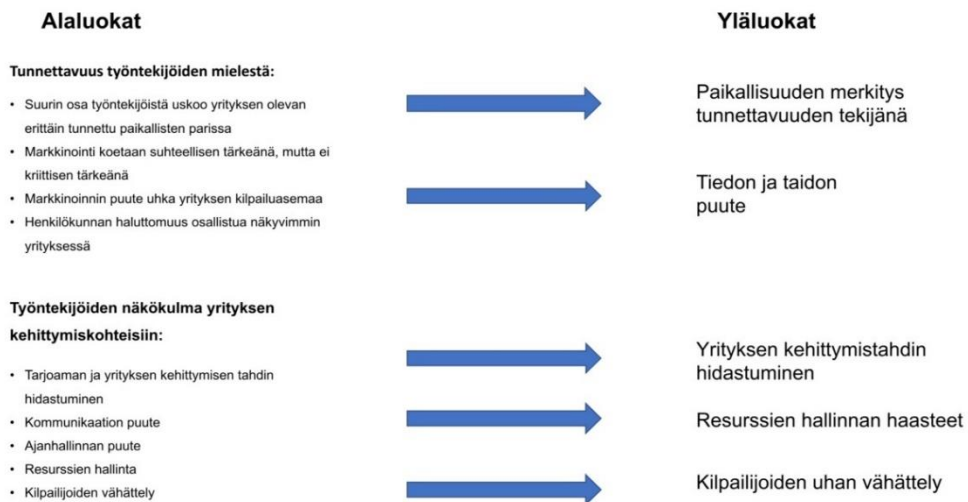 Alaluokat
Yläluokat
Tunnettavuus työntekijöiden mielestä:
• Suurin osa työntekijöistä uskoo yrityksen olevan
erittäin tunnettu paikallisten parissa
• Markkinointi koetaan suhteellisen tärkeänä, mutta ei
kriittisen tärkeänä
• Markkinoinnin puute uhka yrityksen kilpailuasemaa
• Henkilökunnan haluttomuus osallistua näkyvimmin
yrityksessä
Paikallisuuden merkitys
tunnettavuuden tekijänä
Tiedon ja taidon
puute
Työntekijöiden näkökulma yrityksen
kehittymiskohteisiin:
• Tarjoaman ja yrityksen kehittymisen tahdin
hidastuminen
• Kommunikaation puute
• Ajanhallinnan puute
• Resurssien hallinta
• Kilpailijoiden vähättely
Yrityksen kehittymistahdin
hidastuminen
Resurssien hallinnan haasteet
Kilpailijoiden uhan vähättely